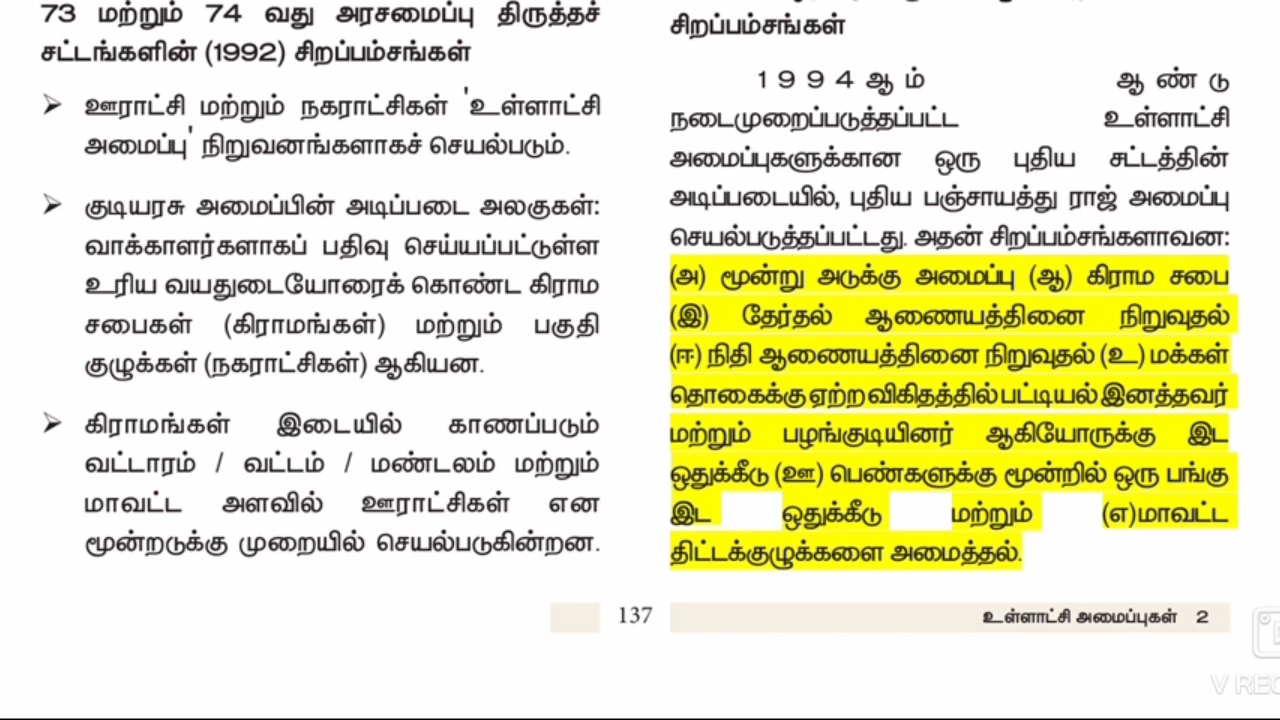 73 மற்றும் 74 வது அரசமைப்பு திருத்தச்
சட்டங்களின் (1992) சிறப்பம்சங்கள்
➢ ஊராட்சி மற்றும் நகராட்சிகள் 'உள்ளாட்சி
அமைப்பு' நிறுவனங்களாகச் செயல்படும்.
➢ குடியரசு அமைப்பின் அடிப்படை அலகுகள்:
வாக்காளர்களாகப் பதிவு செய்யப்பட்டுள்ள
உரிய வயதுடையோரைக் கொண்ட கிராம
சபைகள் (கிராமங்கள்) மற்றும் பகுதி
குழுக்கள் (நகராட்சிகள்) ஆகியன.
➢ கிராமங்கள் இடையில் காணப்படும்
வட்டாரம் / வட்டம் / மண்டலம் மற்றும்
மாவட்ட அளவில் ஊராட்சிகள் என
மூன்றடுக்கு முறையில் செயல்படுகின்றன.
சிறப்பம்சங்கள்
1994ஆம் ஆண்டு
நடைமுறைப்படுத்தப்பட்ட உள்ளாட்சி
அமைப்புகளுக்கான ஒரு புதிய சட்டத்தின்
அடிப்படையில், புதிய பஞ்சாயத்து ராஜ் அமைப்பு
செயல்படுத்தப்பட்டது. அதன் சிறப்பம்சங்களாவன:
(அ) மூன்று அடுக்கு அமைப்பு (ஆ) கிராம சபை
(இ) தேர்தல் ஆணையத்தினை நிறுவுதல்
(ஈ) நிதி ஆணையத்தினை நிறுவுதல் (உ) மக்கள்
தொகைக்கு ஏற்ற விகிதத்தில் பட்டியல் இனத்தவர்
மற்றும் பழங்குடியினர் ஆகியோருக்கு இட
ஒதுக்கீடு (ஊ) பெண்களுக்கு மூன்றில் ஒரு பங்கு
இட ஒதுக்கீடு மற்றும் (எ)மாவட்ட
திட்டக்குழுக்களை அமைத்தல்.
137
உள்ளாட்சி அமைப்புகள் 2
V REC